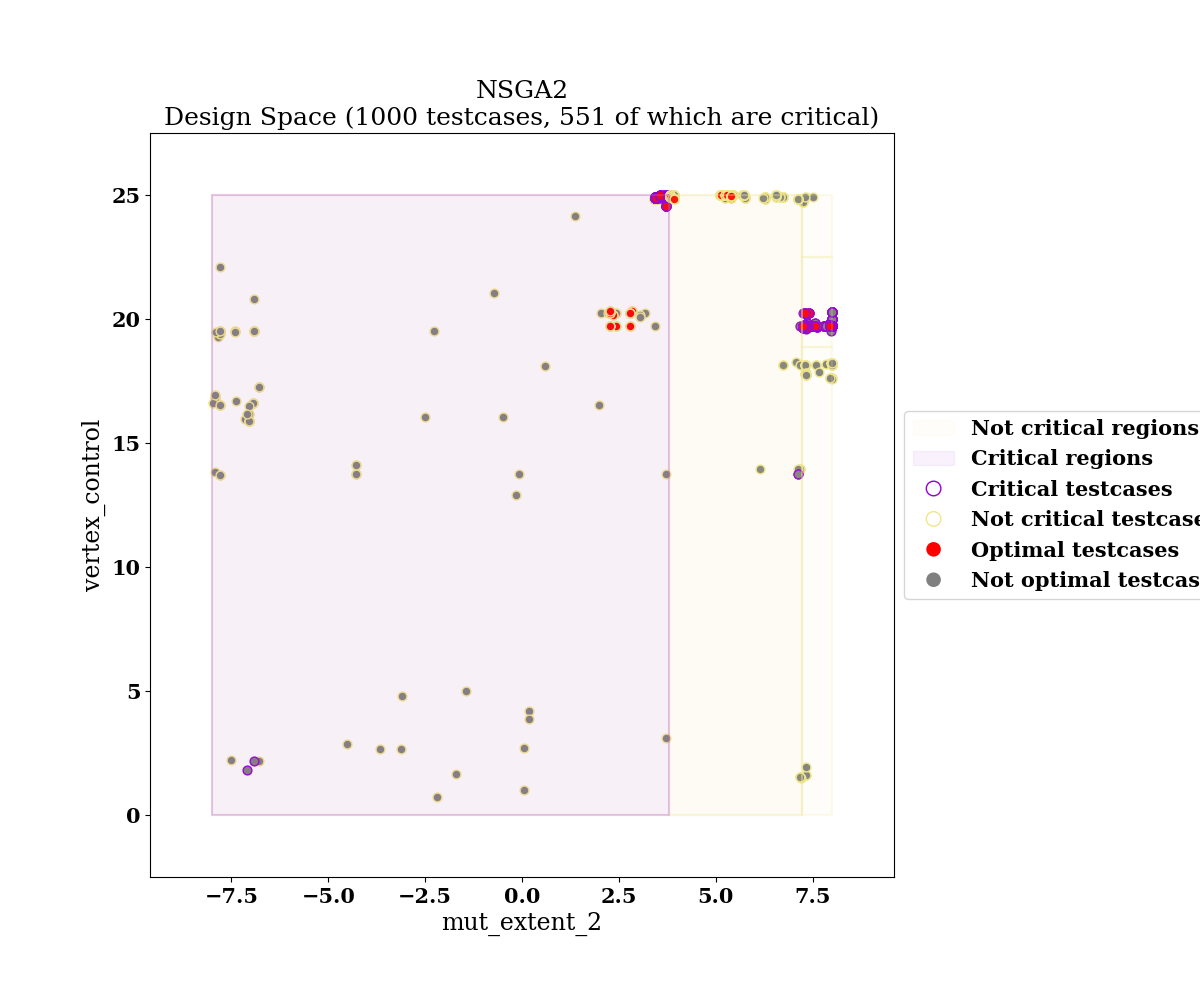 NSGA2
Design Space (1000 testcases, 551 of which are critical)
25
20
15
10
5
0
vertex_control
−7.5
−5.0
−2.5
0.0
2.5
5.0
7.5
mut_extent_2
Not critical regions
Critical regions
Critical testcases
Not critical testcase
Optimal testcases
Not optimal testcas